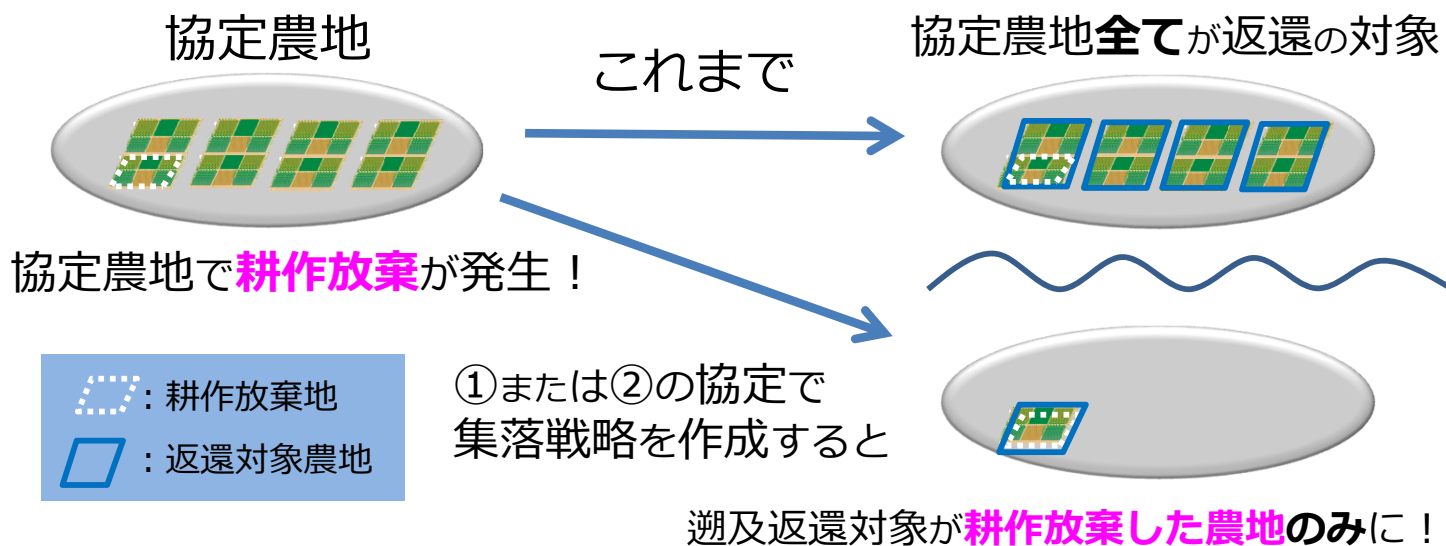 協定農地
これまで
協定農地全てが返還の対象
協定農地で耕作放棄が発生！
：耕作放棄地
：返還対象農地
①または②の協定で
集落戦略を作成すると
遡及返還対象が耕作放棄した農地のみに！